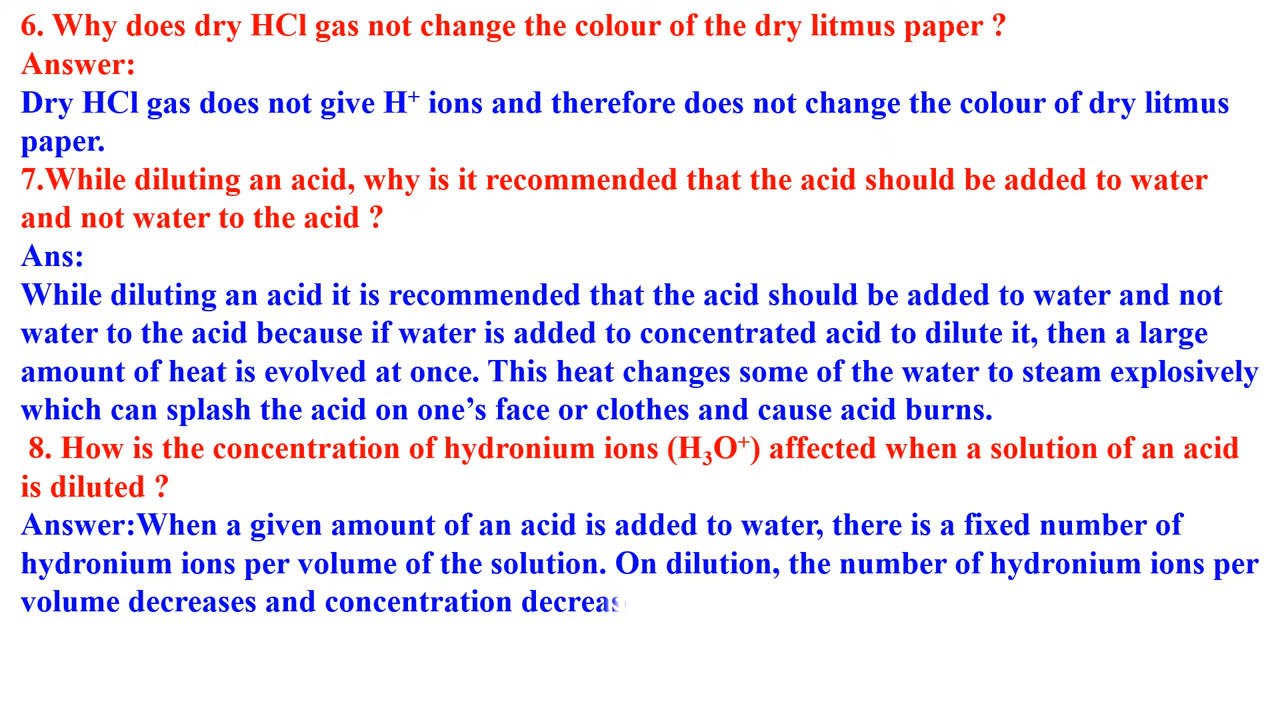 6. Why does dry HCl gas not change the colour of the dry litmus paper ?
Answer:
Dry HCl gas does not give H⁺ ions and therefore does not change the colour of dry litmus
paper.
7.While diluting an acid, why is it recommended that the acid should be added to water
and not water to the acid ?
Ans:
While diluting an acid it is recommended that the acid should be added to water and not
water to the acid because if water is added to concentrated acid to dilute it, then a large
amount of heat is evolved at once. This heat changes some of the water to steam explosively
which can splash the acid on one’s face or clothes and cause acid burns.
8. How is the concentration of hydronium ions (H₃O⁺) affected when a solution of an acid
is diluted ?
Answer:When a given amount of an acid is added to water, there is a fixed number of
hydronium ions per volume of the solution. On dilution, the number of hydronium ions per
volume decreases and concentration